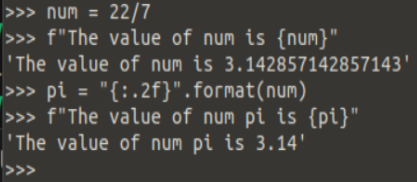 >>> num = 22/7
>>> f"The value of num is {num}"
'The value of num is 3.142857142857143'
>>> pi = "{:.2f}".format(num)
>>> f"The value of num pi is {pi}"
'The value of num pi is 3.14'
>>>